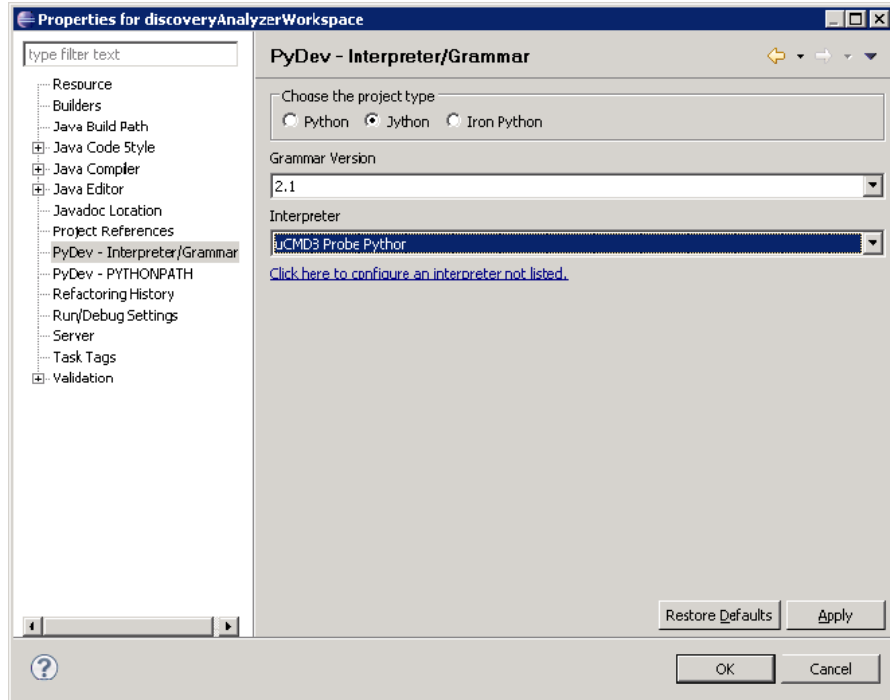 Properties for discoveryAnalyzerWorkspace
type filter text
Resource
Builders
Java Build Path
Java Code Style
Java Compiler
Java Editor
Javadoc Location
Project References
PyDev - Interpreter/Grammar
PyDev - PYTHONPATH
Refactoring History
Run/Debug Settings
Server
Task Tags
Validation
PyDev - Interpreter/Grammar
Choose the project type
Python Jython Iron Python
Grammar Version
2.1
Interpreter
uCMDB Probe Python
Click here to configure an interpreter not listed.
Restore Defaults Apply
OK Cancel